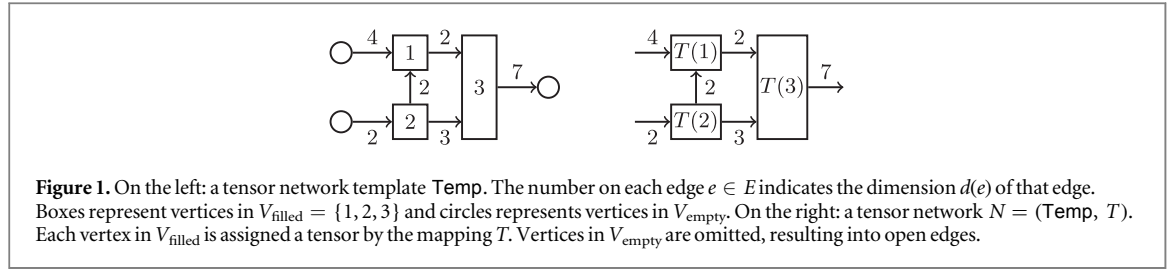 4 1 2 3 7 2 2 2 3
4 T(1) 2 T(3) 7 2 2 T(2) 3
Figure 1. On the left: a tensor network template Temp. The number on each edge e ∈ E indicates the dimension d(e) of that edge.
Boxes represent vertices in V_filled = {1, 2, 3} and circles represents vertices in V_empty. On the right: a tensor network N = (Temp, T).
Each vertex in V_filled is assigned a tensor by the mapping T. Vertices in V_empty are omitted, resulting into open edges.